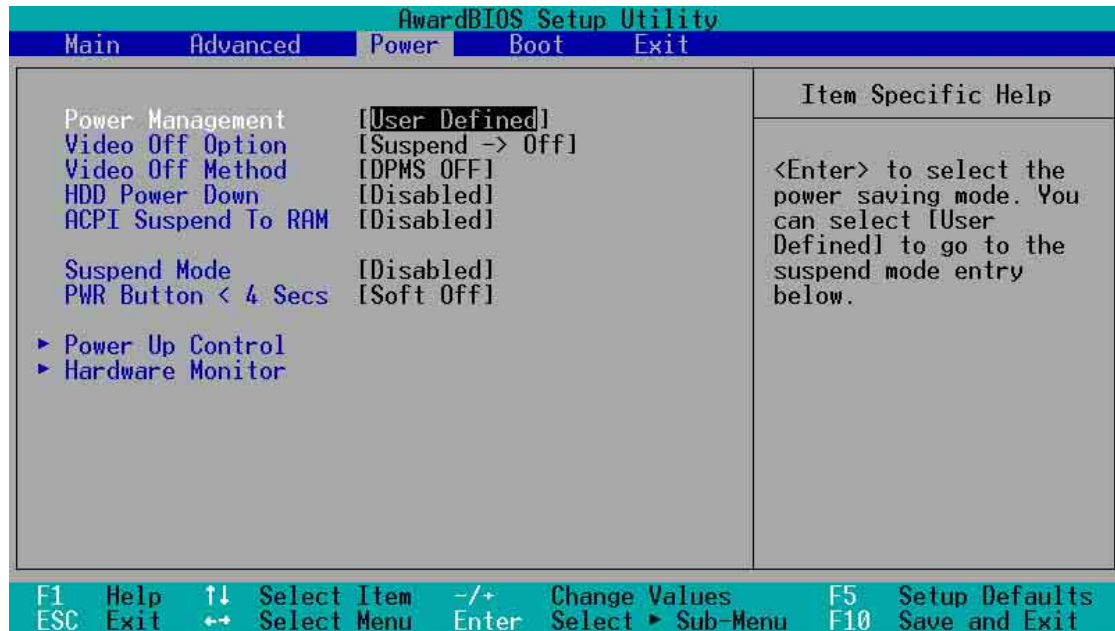 AwardBIOS Setup Utility
Main Advanced Power Boot Exit
Power Management [User Defined]
Video Off Option [Suspend -> Off]
Video Off Method [DPMS OFF]
HDD Power Down [Disabled]
ACPI Suspend To RAM [Disabled]
Suspend Mode [Disabled]
PWR Button < 4 Secs [Soft Off]
▶ Power Up Control
▶ Hardware Monitor
Item Specific Help
<Enter> to select the
power saving mode. You
can select [User
Defined] to go to the
suspend mode entry
below.
F1 Help ↑↓ Select Item -/+ Change Values F5 Setup Defaults
ESC Exit ←→ Select Menu Enter Select ▶ Sub-Menu F10 Save and Exit